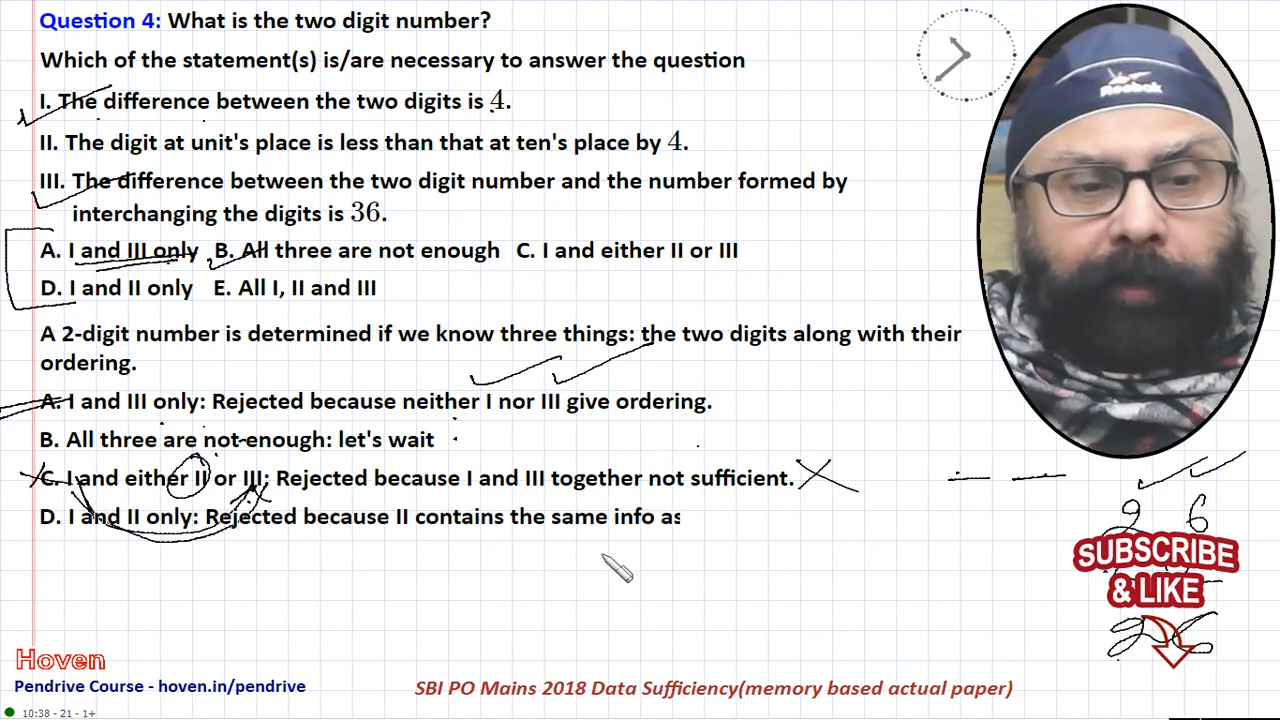 Question 4: What is the two digit number?
Which of the statement(s) is/are necessary to answer the question
I. The difference between the two digits is 4.
II. The digit at unit's place is less than that at ten's place by 4.
III. The difference between the two digit number and the number formed by
interchanging the digits is 36.
A. I and III only B. All three are not enough C. I and either II or III
D. I and II only E. All I, II and III
A 2-digit number is determined if we know three things: the two digits along with their
ordering.
A. I and III only: Rejected because neither I nor III give ordering.
B. All three are not enough: let's wait
C. I and either II or III: Rejected because I and III together not sufficient.
D. I and II only: Rejected because II contains the same info as
2 6
SUBSCRIBE
& LIKE
26
Reebok
Hoven
Pendrive Course - hoven.in/pendrive
SBI PO Mains 2018 Data Sufficiency(memory based actual paper)
10:38 - 21 - 1+